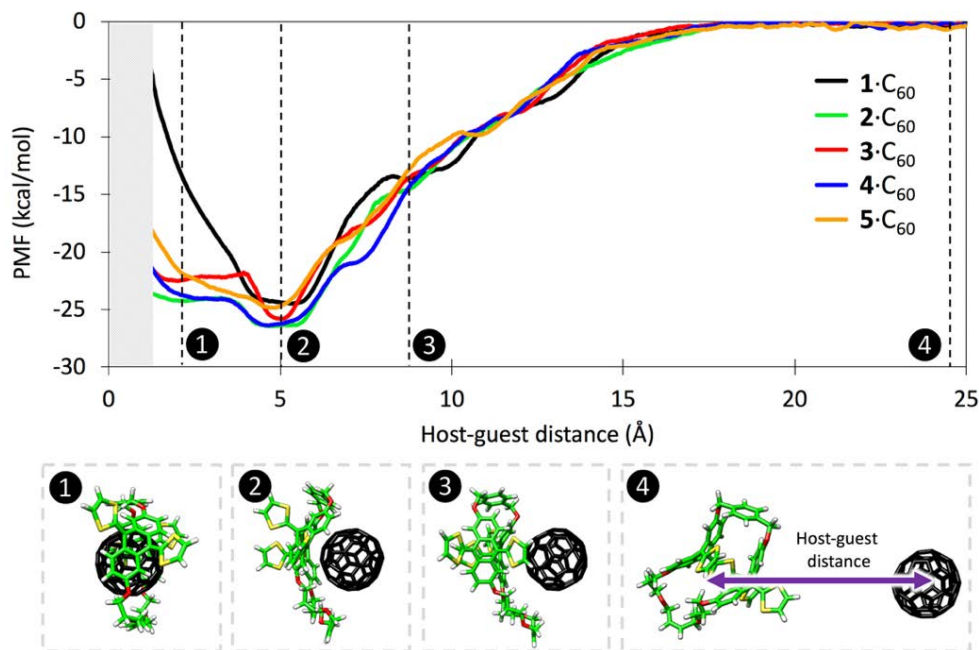 0
-5
-10
-15
-20
-25
-30
PMF (kcal/mol)
1·C60
2·C60
3·C60
4·C60
5·C60
1
2
3
4
0
5
10
15
20
25
Host-guest distance (Å)
1
2
3
4
Host-guest
distance